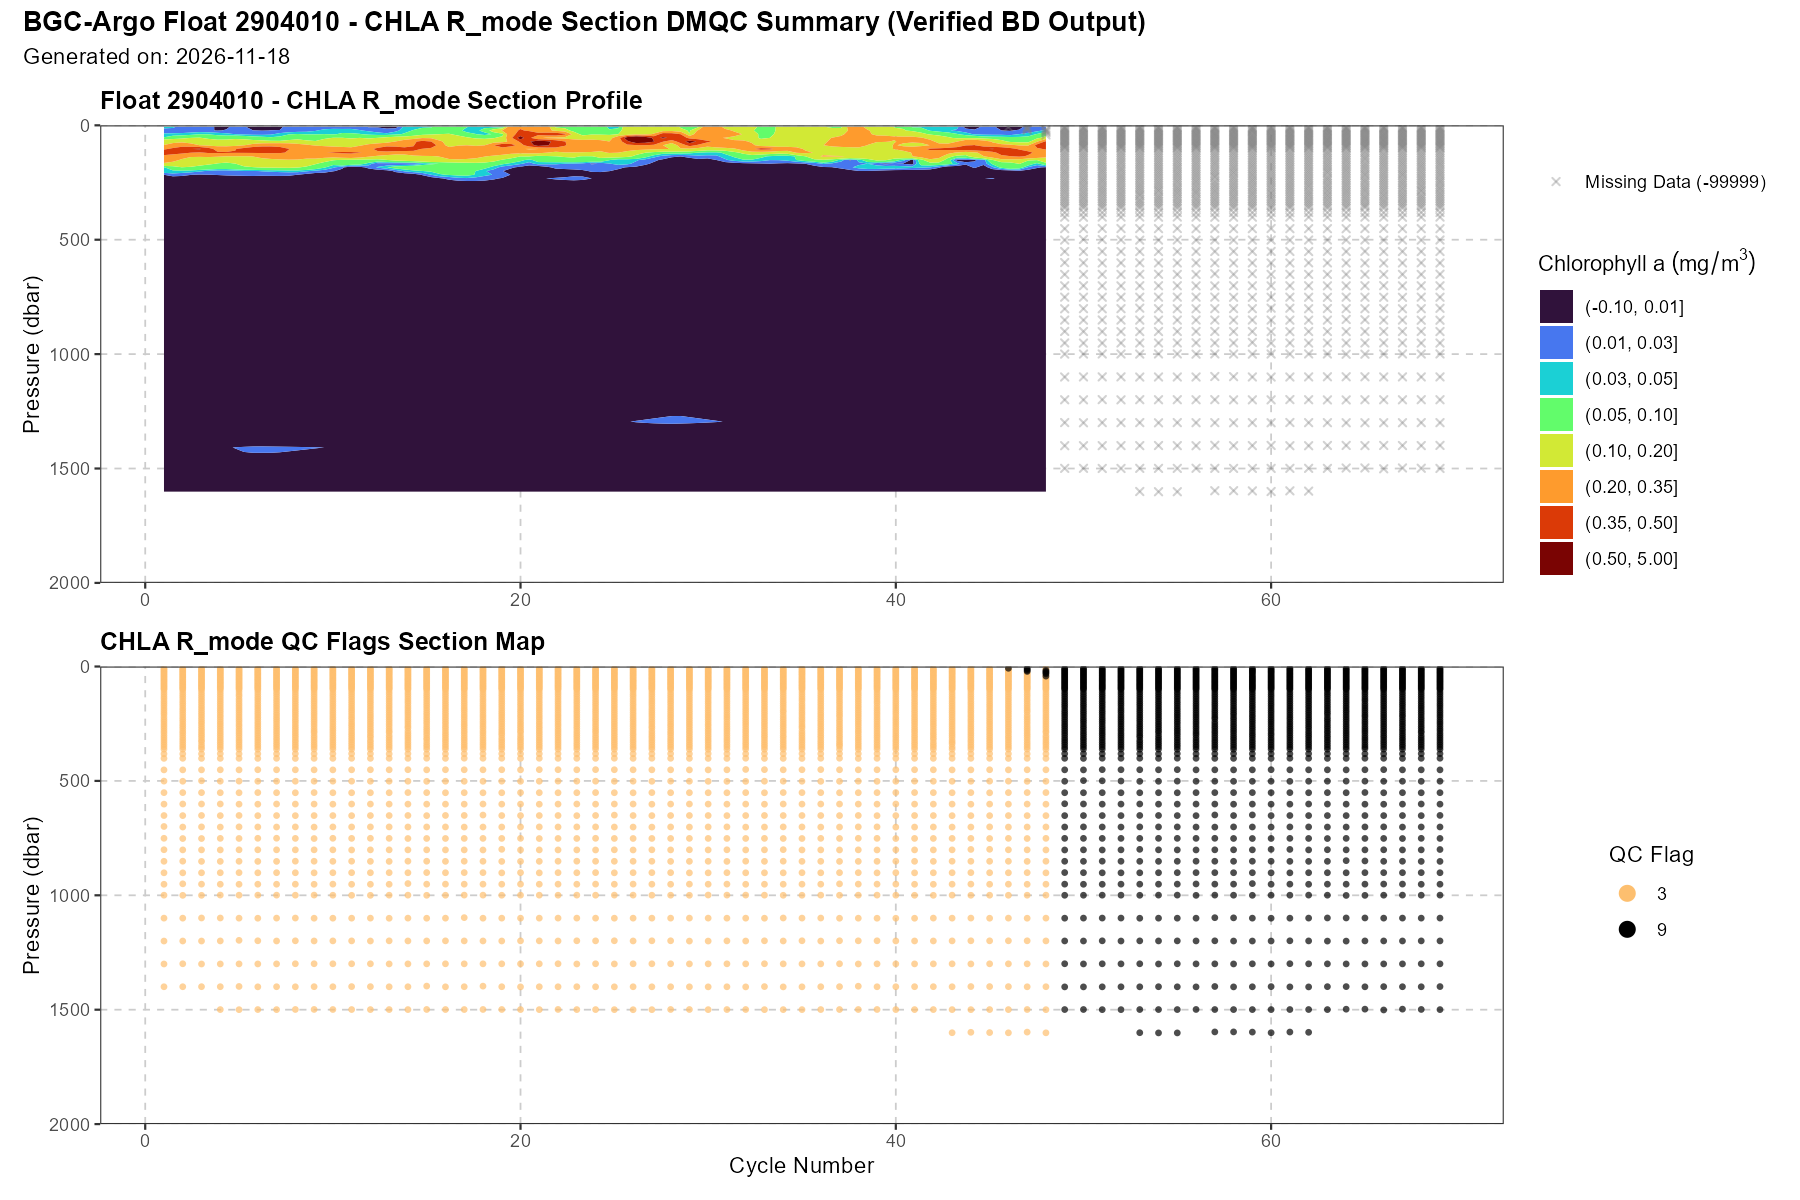 BGC-Argo Float 2904010 - CHLA R_mode Section DMQC Summary (Verified BD Output)
Generated on: 2026-11-18
Float 2904010 - CHLA R_mode Section Profile
Pressure (dbar)
0
500
1000
1500
2000
0
20
40
60
Missing Data (-99999)
Chlorophyll a (mg/m³)
(-0.10, 0.01]
(0.01, 0.03]
(0.03, 0.05]
(0.05, 0.10]
(0.10, 0.20]
(0.20, 0.35]
(0.35, 0.50]
(0.50, 5.00]
CHLA R_mode QC Flags Section Map
Pressure (dbar)
0
500
1000
1500
2000
0
20
40
60
Cycle Number
QC Flag
3
9